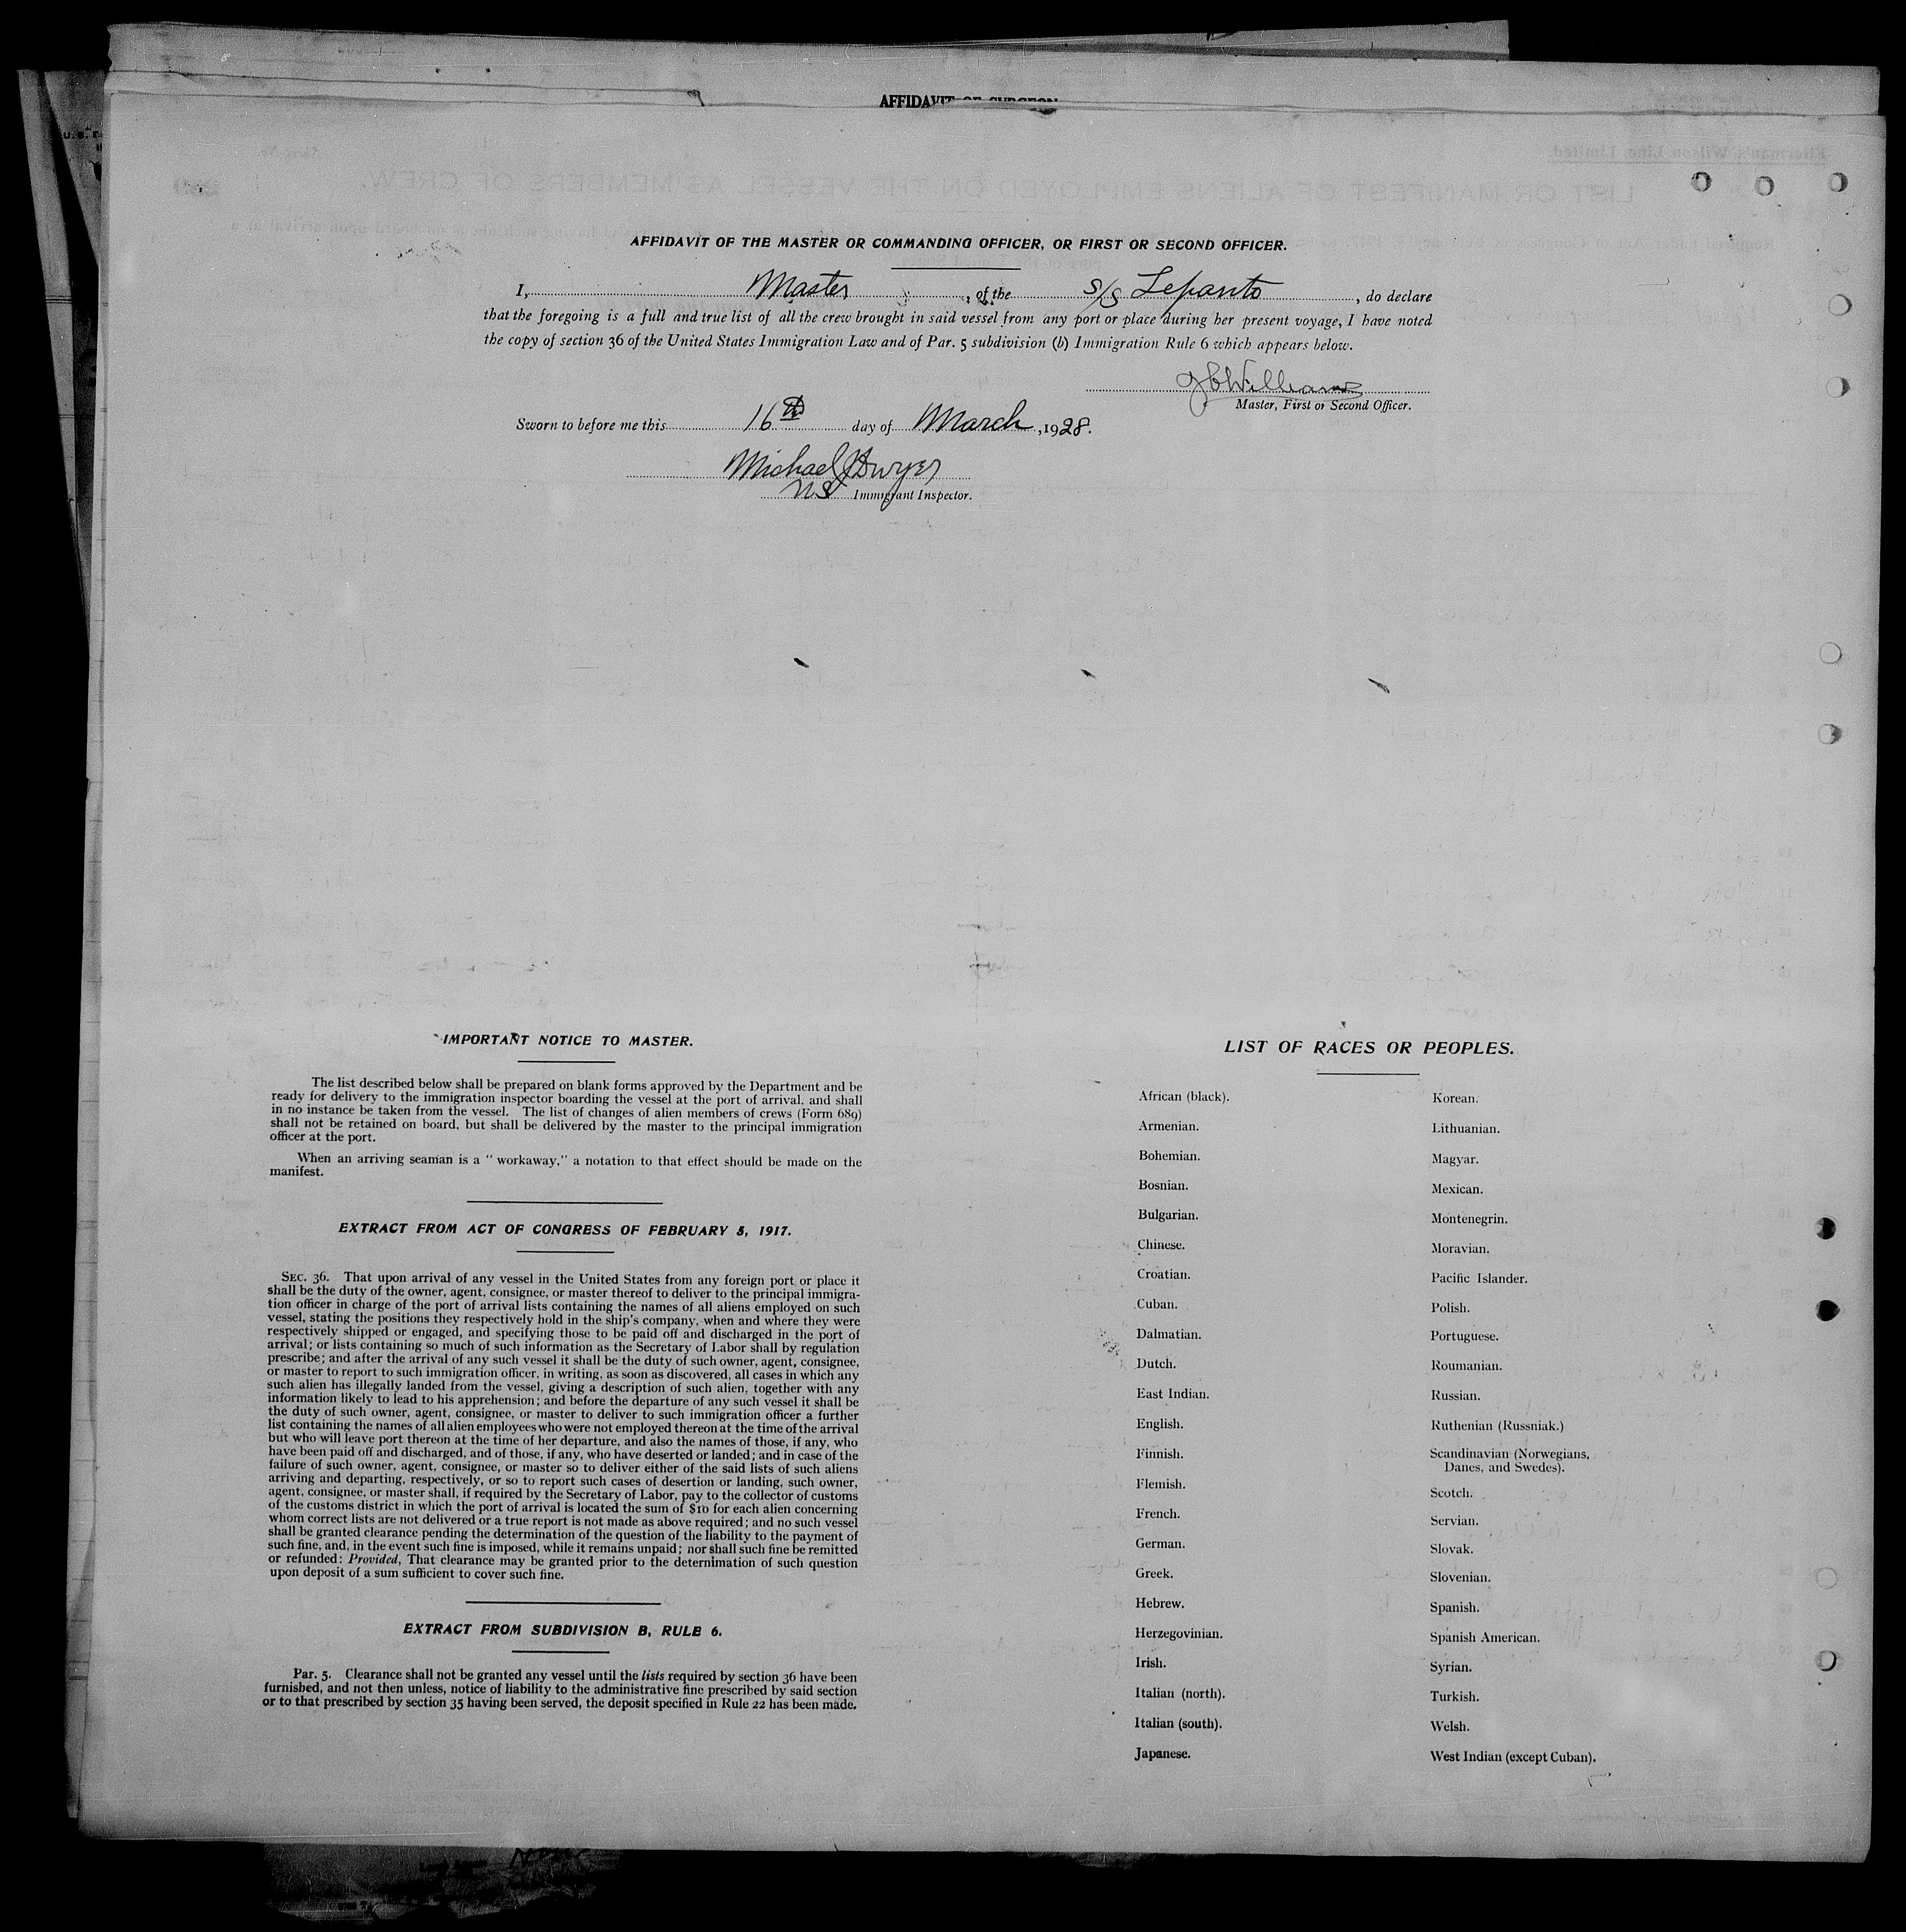 AFFIDAVIT OF SURGEON
AFFIDAVIT OF THE MASTER OR COMMANDING OFFICER, OR FIRST OR SECOND OFFICER.
I, Master, of the S/S Lepanto, do declare
that the foregoing is a full and true list of all the crew brought in said vessel from any port or place during her present voyage, I have noted
the copy of section 36 of the United States Immigration Law and of Par. 5 subdivision (b) Immigration Rule 6 which appears below.
Williams
Master, First or Second Officer.
Sworn to before me this 16th day of March, 1928.
Michael J Dwyer
US Immigrant Inspector.
IMPORTANT NOTICE TO MASTER.
The list described below shall be prepared on blank forms approved by the Department and be
ready for delivery to the immigration inspector boarding the vessel at the port of arrival, and shall
in no instance be taken from the vessel. The list of changes of alien members of crews (Form 689)
shall not be retained on board, but shall be delivered by the master to the principal immigration
officer at the port.
When an arriving seaman is a "workaway," a notation to that effect should be made on the
manifest.
EXTRACT FROM ACT OF CONGRESS OF FEBRUARY 5, 1917.
SEC. 36. That upon arrival of any vessel in the United States from any foreign port or place it
shall be the duty of the owner, agent, consignee, or master thereof to deliver to the principal immigra-
tion officer in charge of the port of arrival lists containing the names of all aliens employed on such
vessel, stating the positions they respectively hold in the ship's company, when and where they were
respectively shipped or engaged, and specifying those to be paid off and discharged in the port of
arrival; or lists containing so much of such information as the Secretary of Labor shall by regulation
prescribe; and after the arrival of any such vessel it shall be the duty of such owner, agent, consignee,
or master to report to such immigration officer, in writing, as soon as discovered, all cases in which any
such alien has illegally landed from the vessel, giving a description of such alien, together with any
information likely to lead to his apprehension; and before the departure of any such vessel it shall be
the duty of such owner, agent, consignee, or master to deliver to such immigration officer a further
list containing the names of all alien employees who were not employed thereon at the time of the arrival
but who will leave port thereon at the time of her departure, and also the names of those, if any, who
have been paid off and discharged, and of those, if any, who have deserted or landed; and in case of the
failure of such owner, agent, consignee, or master so to deliver either of the said lists of such aliens
arriving and departing, respectively, or so to report such cases of desertion or landing, such owner,
agent, consignee, or master shall, if required by the Secretary of Labor, pay to the collector of customs
of the customs district in which the port of arrival is located the sum of $10 for each alien concerning
whom correct lists are not delivered or a true report is not made as above required; and no such vessel
shall be granted clearance pending the determination of the question of the liability to the payment of
such fine, and, in the event such fine is imposed, while it remains unpaid; nor shall such fine be remitted
or refunded: Provided, That clearance may be granted prior to the deternimation of such question
upon deposit of a sum sufficient to cover such fine.
EXTRACT FROM SUBDIVISION B, RULE 6.
Par. 5. Clearance shall not be granted any vessel until the lists required by section 36 have been
furnished, and not then unless, notice of liability to the administrative fine prescribed by said section
or to that prescribed by section 35 having been served, the deposit specified in Rule 22 has been made.
LIST OF RACES OR PEOPLES.
African (black).
Armenian.
Bohemian.
Bosnian.
Bulgarian.
Chinese.
Croatian.
Cuban.
Dalmatian.
Dutch.
East Indian.
English.
Finnish.
Flemish.
French.
German.
Greek.
Hebrew.
Herzegovinian.
Irish.
Italian (north).
Italian (south).
Japanese.
Korean.
Lithuanian.
Magyar.
Mexican.
Montenegrin.
Moravian.
Pacific Islander.
Polish.
Portuguese.
Roumanian.
Russian.
Ruthenian (Russniak.)
Scandinavian (Norwegians,
Danes, and Swedes).
Scotch.
Servian.
Slovak.
Slovenian.
Spanish.
Spanish American.
Syrian.
Turkish.
Welsh.
West Indian (except Cuban).